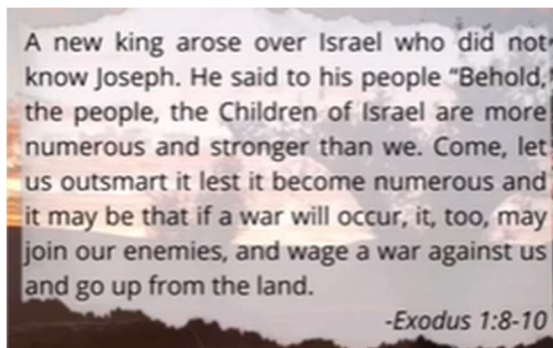 A new king arose over Israel who did not
know Joseph. He said to his people “Behold,
the people, the Children of Israel are more
numerous and stronger than we. Come, let
us outsmart it lest it become numerous and
it may be that if a war will occur, it, too, may
join our enemies, and wage a war against us
and go up from the land.
-Exodus 1:8-10